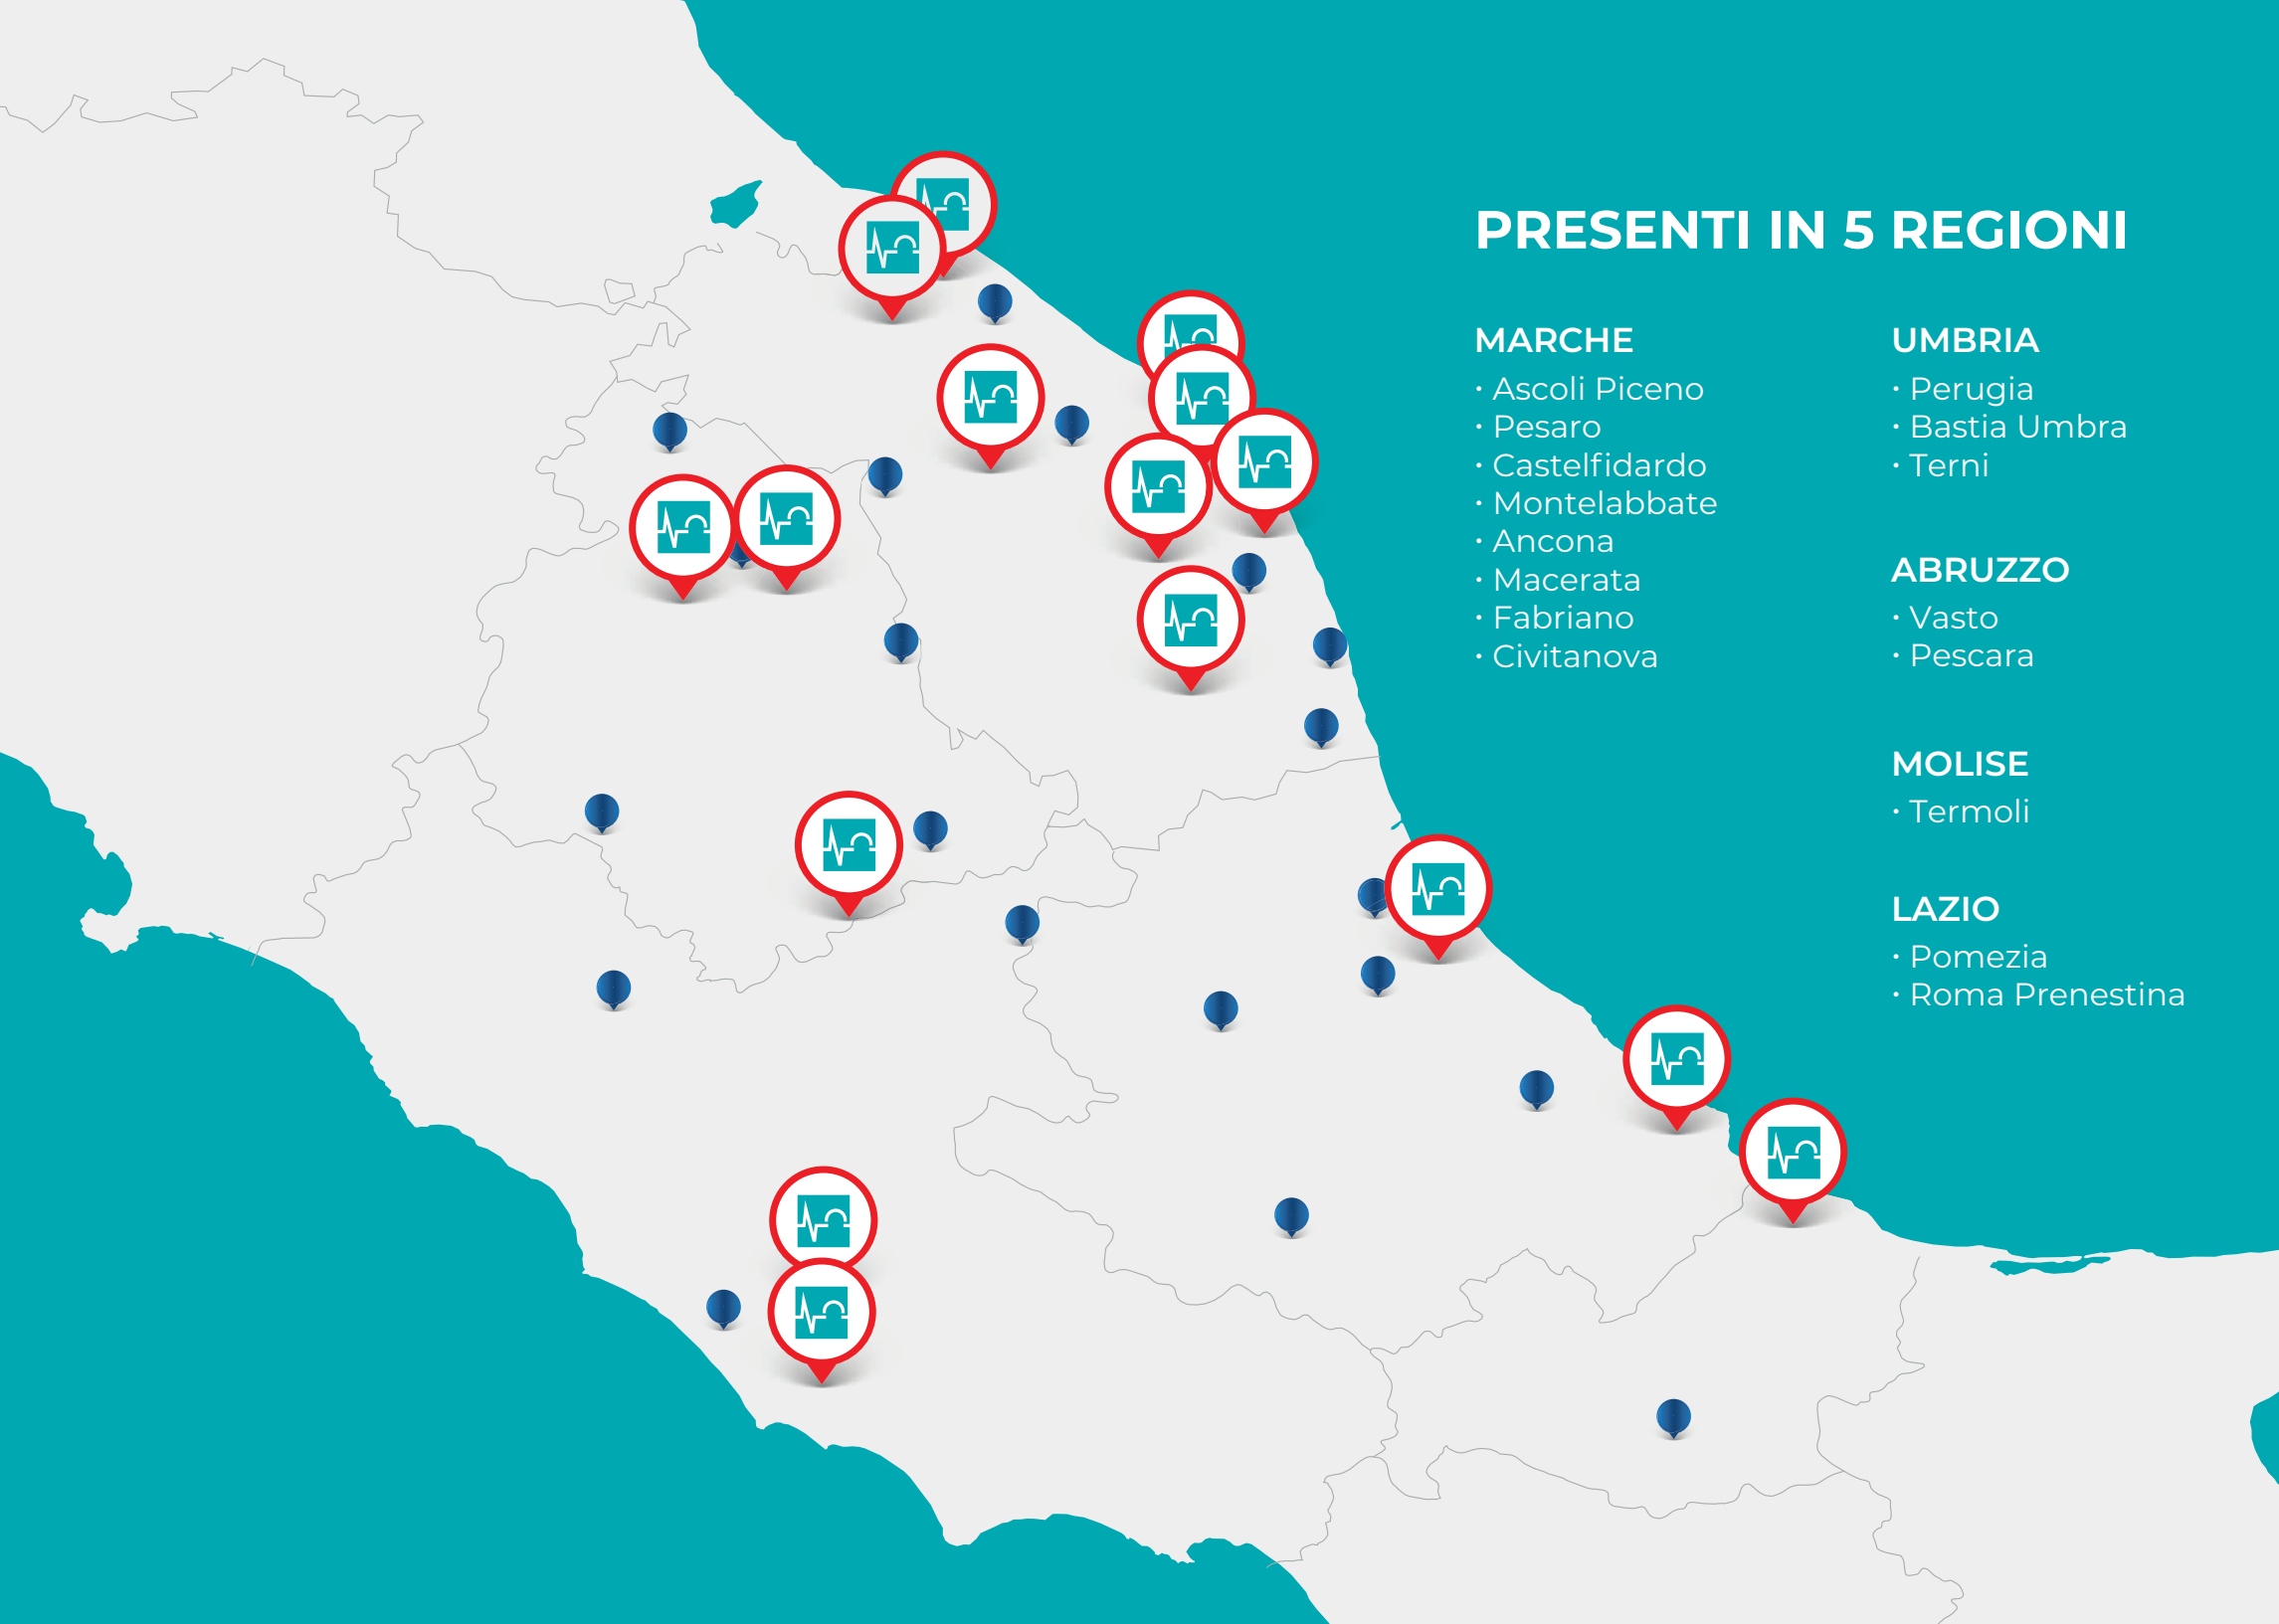 PRESENTI IN 5 REGIONI
MARCHE
· Ascoli Piceno
· Pesaro
· Castelfidardo
· Montelabbate
· Ancona
· Macerata
· Fabriano
· Civitanova
UMBRIA
· Perugia
· Bastia Umbra
· Terni
ABRUZZO
· Vasto
· Pescara
MOLISE
· Termoli
LAZIO
· Pomezia
· Roma Prenestina